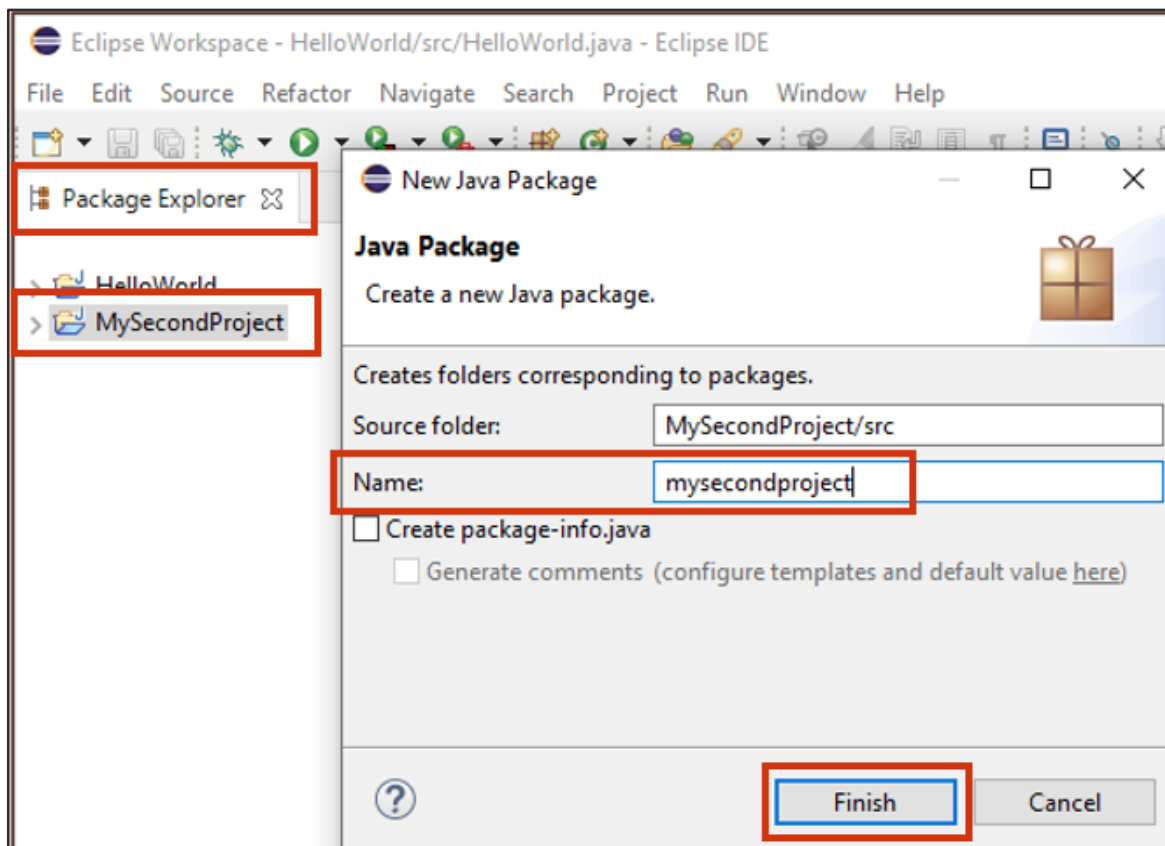 Eclipse Workspace - HelloWorld/src/HelloWorld.java - Eclipse IDE
File Edit Source Refactor Navigate Search Project Run Window Help
Package Explorer
HelloWorld
MySecondProject
New Java Package
Java Package
Create a new Java package.
Creates folders corresponding to packages.
Source folder: MySecondProject/src
Name: mysecondproject
Create package-info.java
Generate comments (configure templates and default value here)
? Finish Cancel